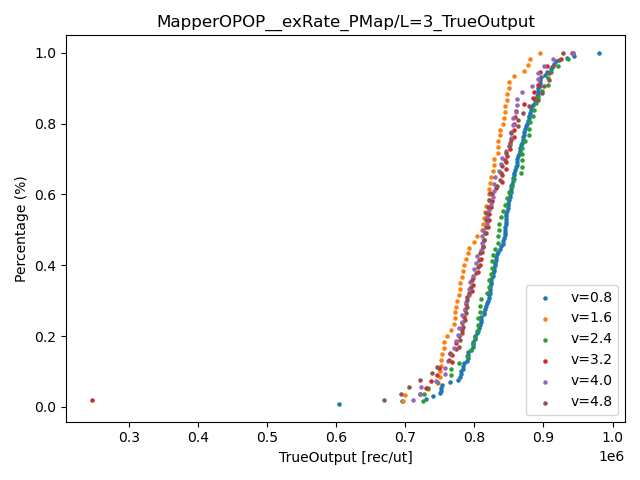 MapperOPOP__exRate_PMap/L=3_TrueOutput
Percentage (%)
1.0
0.8
0.6
0.4
0.2
0.0
v=0.8
v=1.6
v=2.4
v=3.2
v=4.0
v=4.8
0.3 0.4 0.5 0.6 0.7 0.8 0.9 1.0
1e6
TrueOutput [rec/ut]